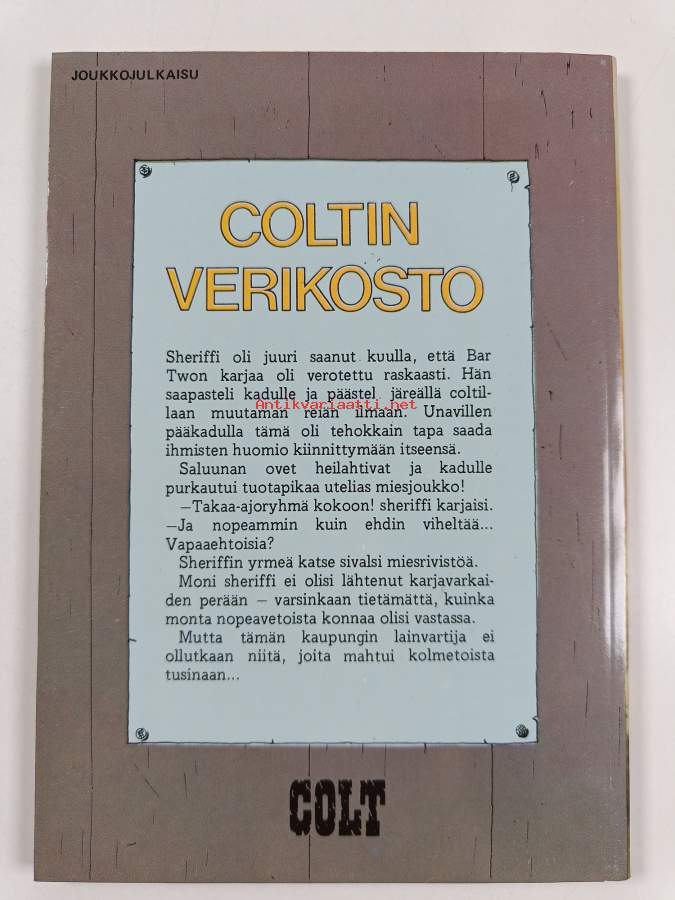 JOUKKOJULKAISU
COLTIN
VERIKOSTO
Sheriffi oli juuri saanut kuulla, että Bar
Twon karjaa oli verotettu raskaasti. Hän
saapasteli kadulle ja päästel järeällä coltil-
Antikvariaatti.net
laan muutaman reiän ilmaan. Unavillen
pääkadulla tämä oli tehokkain tapa saada
ihmisten huomio kiinnittymään itseensä.
Saluunan ovet heilahtivat ja kadulle
purkautui tuotapikaa utelias miesjoukko!
—Takaa-ajoryhmä kokoon! sheriffi karjaisi.
—Ja nopeammin kuin ehdin viheltää...
Vapaaehtoisia?
Sheriffin yrmeä katse sivalsi miesrivistöä.
Moni sheriffi ei olisi lähtenut karjavarkai-
den perään — varsinkaan tietämättä, kuinka
monta nopeavetoista konnaa olisi vastassa.
Mutta tämän kaupungin lainvartija ei
ollutkaan niitä, joita mahtui kolmetoista
tusinaan...
COLT